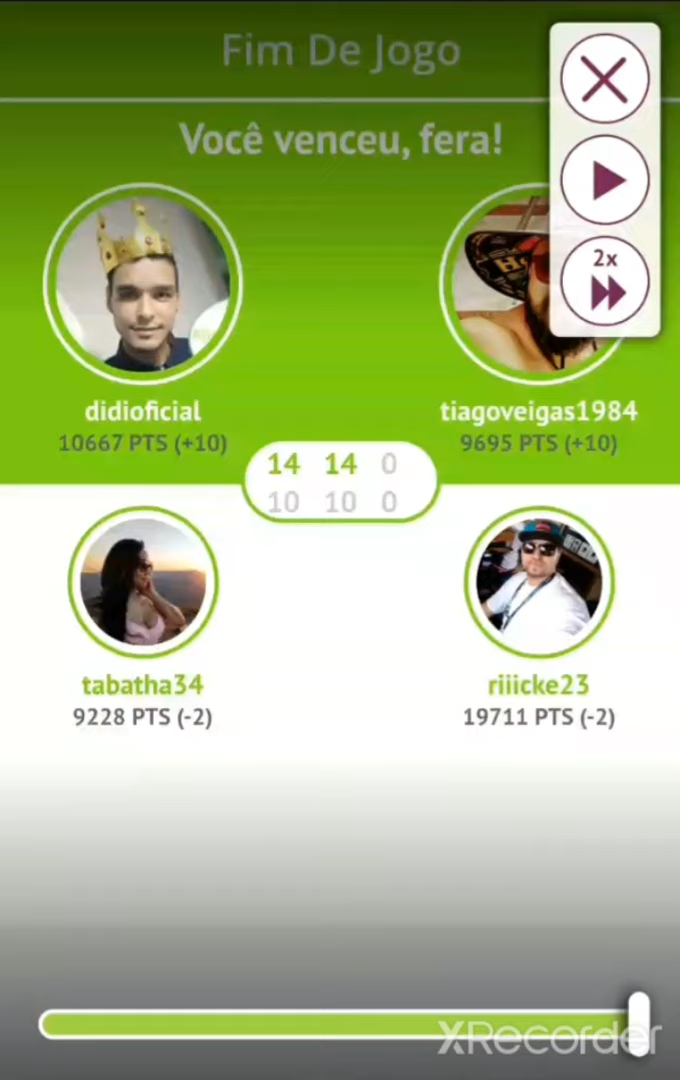 Fim De Jogo
Você venceu, fera!
2x
didioficial
10667 PTS (+10)
tiagoveigas1984
9695 PTS (+10)
14 14 0
10 10 0
tabatha34
9228 PTS (-2)
riiicke23
19711 PTS (-2)
XRecorder